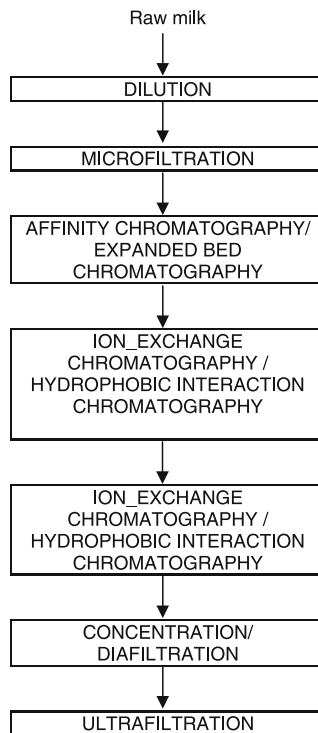 Raw milk
DILUTION
MICROFILTRATION
AFFINITY CHROMATOGRAPHY/
EXPANDED BED
CHROMATOGRAPHY
ION_EXCHANGE
CHROMATOGRAPHY /
HYDROPHOBIC INTERACTION
CHROMATOGRAPHY
ION_EXCHANGE
CHROMATOGRAPHY /
HYDROPHOBIC INTERACTION
CHROMATOGRAPHY
CONCENTRATION/
DIAFILTRATION
ULTRAFILTRATION